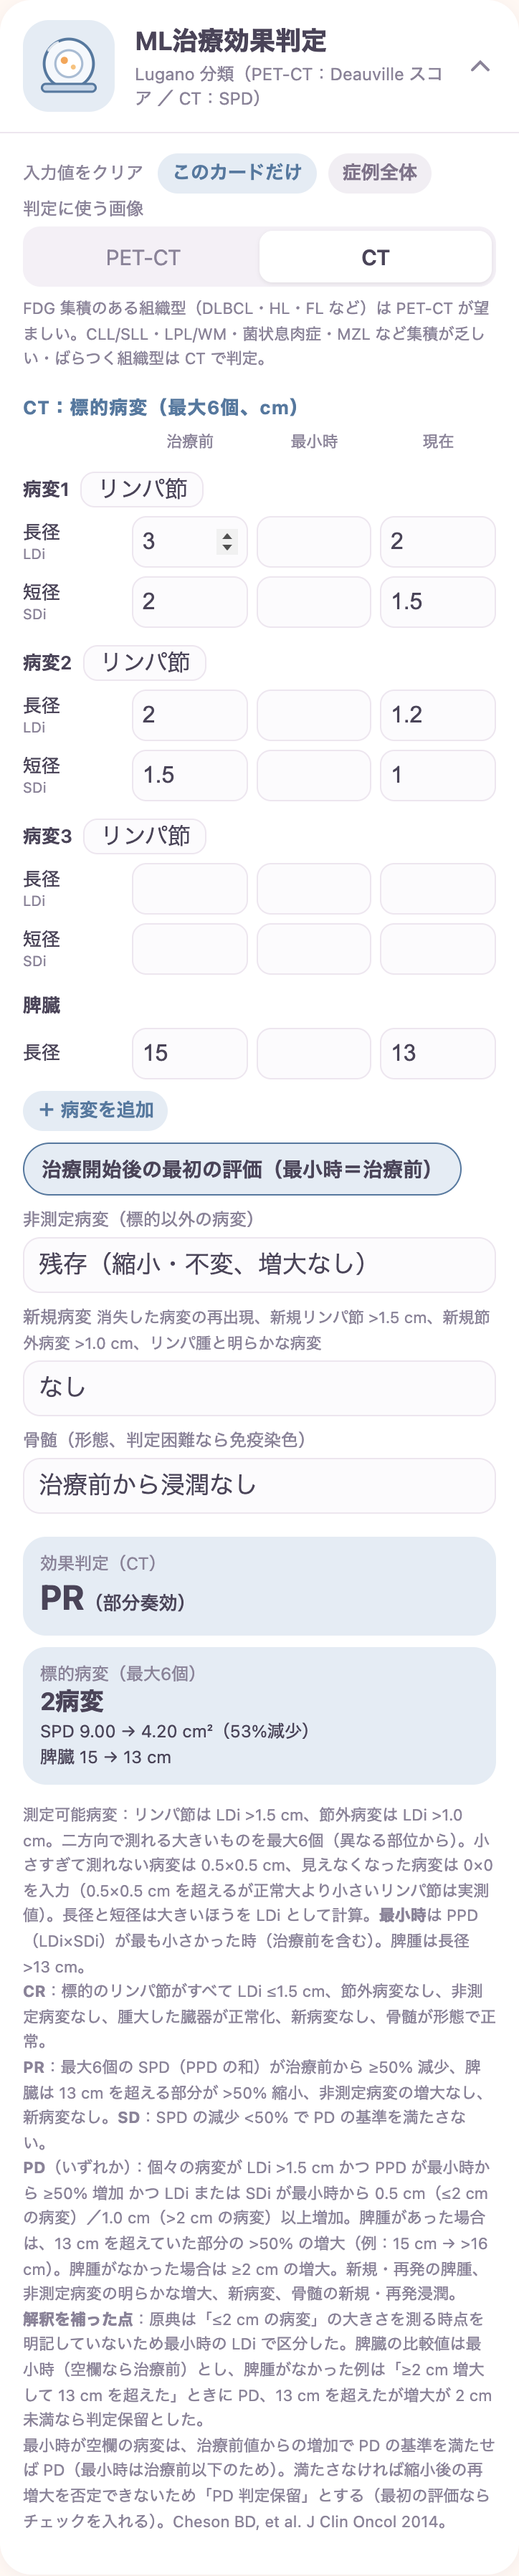 ML治療効果判定
Lugano 分類（PET-CT：Deauville スコ
ア ／ CT：SPD）
入力値をクリア このカードだけ 症例全体
判定に使う画像
PET-CT CT
FDG 集積のある組織型（DLBCL・HL・FL など）は PET-CT が望
ましい。CLL/SLL・LPL/WM・菌状息肉症・MZL など集積が乏し
い・ばらつく組織型は CT で判定。
CT：標的病変（最大6個、cm）
治療前 最小時 現在
病変1 リンパ節
長径 3 2
LDi
短径 2 1.5
SDi
病変2 リンパ節
長径 2 1.2
LDi
短径 1.5 1
SDi
病変3 リンパ節
長径
LDi
短径
SDi
脾臓
長径 15 13
＋ 病変を追加
治療開始後の最初の評価（最小時＝治療前）
非測定病変（標的以外の病変）
残存（縮小・不変、増大なし）
新規病変 消失した病変の再出現、新規リンパ節 >1.5 cm、新規節
外病変 >1.0 cm、リンパ腫と明らかな病変
なし
骨髄（形態、判定困難なら免疫染色）
治療前から浸潤なし
効果判定（CT）
PR（部分奏効）
標的病変（最大6個）
2病変
SPD 9.00 → 4.20 cm²（53%減少）
脾臓 15 → 13 cm
測定可能病変：リンパ節は LDi >1.5 cm、節外病変は LDi >1.0
cm。二方向で測れる大きいものを最大6個（異なる部位から）。小
さすぎて測れない病変は 0.5×0.5 cm、見えなくなった病変は 0×0
を入力（0.5×0.5 cm を超えるが正常大より小さいリンパ節は実測
値）。長径と短径は大きいほうを LDi として計算。最小時は PPD
（LDi×SDi）が最も小さかった時（治療前を含む）。脾腫は長径
>13 cm。
CR：標的のリンパ節がすべて LDi ≤1.5 cm、節外病変なし、非測
定病変なし、腫大した臓器が正常化、新病変なし、骨髄が形態で正
常。
PR：最大6個の SPD（PPD の和）が治療前から ≥50% 減少、脾
臓は 13 cm を超える部分が >50% 縮小、非測定病変の増大なし、
新病変なし。SD：SPD の減少 <50% で PD の基準を満たさな
い。
PD（いずれか）：個々の病変が LDi >1.5 cm かつ PPD が最小時か
ら ≥50% 増加 かつ LDi または SDi が最小時から 0.5 cm（≤2 cm
の病変）／1.0 cm（>2 cm の病変）以上増加。脾腫があった場合
は、13 cm を超えていた部分の >50% の増大（例：15 cm → >16
cm）。脾腫がなかった場合は ≥2 cm の増大。新規・再発の脾腫、
非測定病変の明らかな増大、新病変、骨髄の新規・再発浸潤。
解釈を補った点：原典は「≤2 cm の病変」の大きさを測る時点を
明記していないため最小時の LDi で区分した。脾臓の比較値は最
小時（空欄なら治療前）とし、脾腫がなかった例は「≥2 cm 増大
して 13 cm を超えた」ときに PD、13 cm を超えたが増大が 2 cm
未満なら判定保留とした。
最小時が空欄の病変は、治療前値からの増加で PD の基準を満たせ
ば PD（最小時は治療前以下のため）。満たさなければ縮小後の再
増大を否定できないため「PD 判定保留」とする（最初の評価なら
チェックを入れる）。Cheson BD, et al. J Clin Oncol 2014。